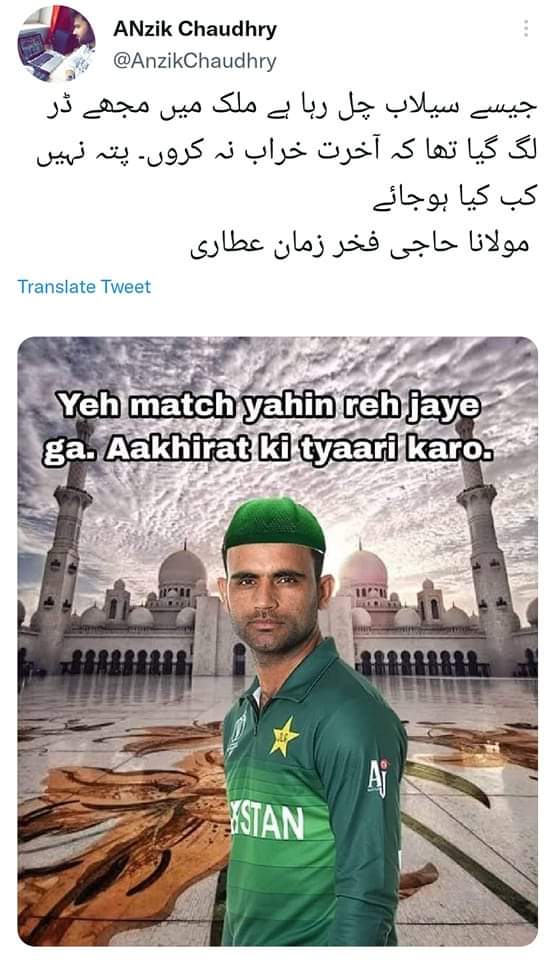 ANzik Chaudhry
@AnzikChaudhry
جیسے سیلاب چل رہا ہے ملک میں مجھے ڈر
لگ گیا تھا کہ آخرت خراب نہ کروں۔ پتہ نہیں
کب کیا ہوجائے
مولانا حاجی فخر زمان عطاری
Translate Tweet
Yeh match yahin reh jaye
ga. Aakhirat ki tyaari karo.
AJ
STAN